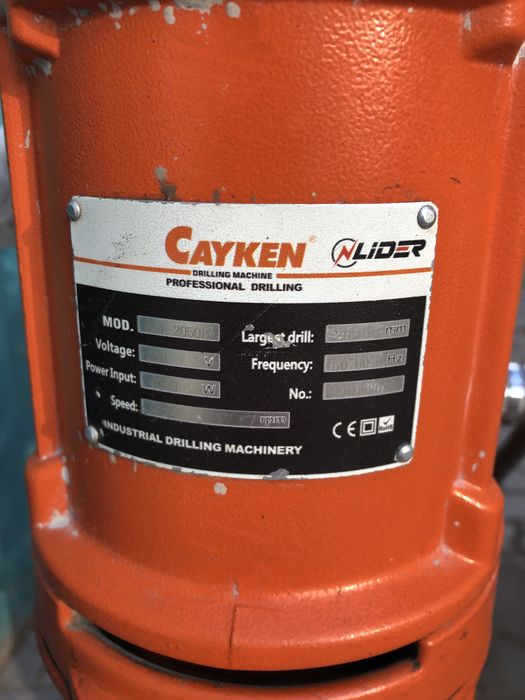 CAYKEN® NLIDER
DRILLING MACHINE
PROFESSIONAL DRILLING
MOD. Largest drill: mm
Voltage: V Frequency: Hz
Power Input: W No.:
Speed: rpm
CE RoHS
INDUSTRIAL DRILLING MACHINERY